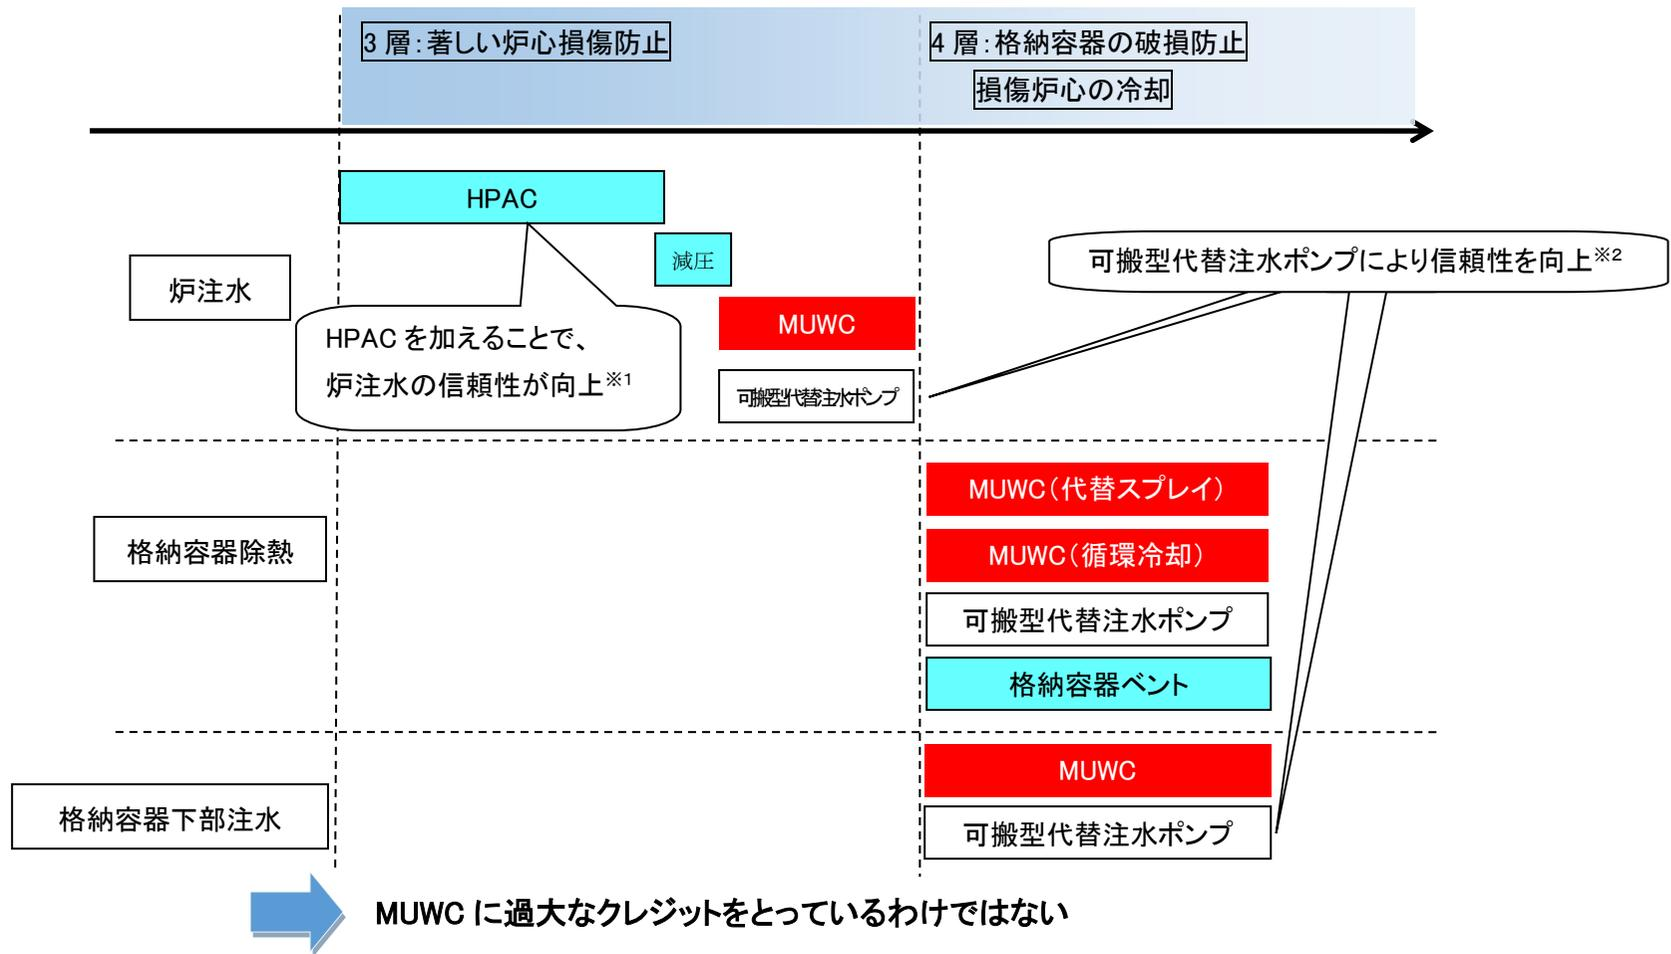 3 層：著しい炉心損傷防止
4 層：格納容器の破損防止
損傷炉心の冷却
HPAC
減圧
可搬型代替注水ポンプにより信頼性を向上※2
炉注水
MUWC
HPAC を加えることで、
炉注水の信頼性が向上※1
可搬型代替注水ポンプ
MUWC（代替スプレイ）
格納容器除熱
MUWC（循環冷却）
可搬型代替注水ポンプ
格納容器ベント
MUWC
格納容器下部注水
可搬型代替注水ポンプ
MUWC に過大なクレジットをとっているわけではない